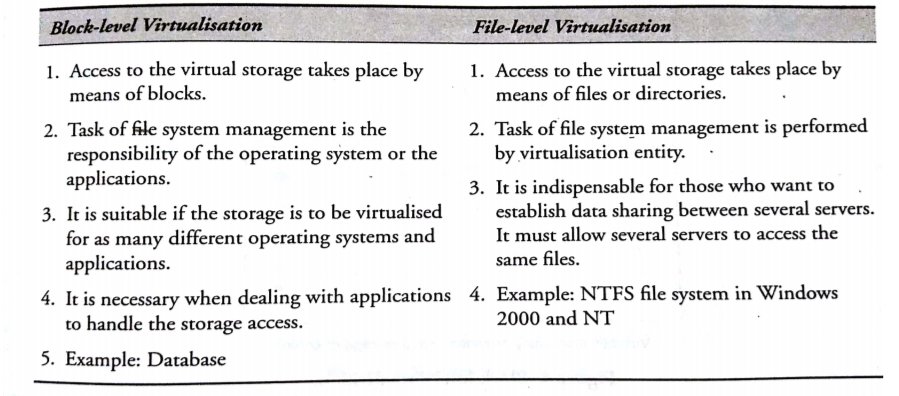 Block-level Virtualisation
File-level Virtualisation
1. Access to the virtual storage takes place by
means of blocks.
2. Task of file system management is the
responsibility of the operating system or the
applications.
3. It is suitable if the storage is to be virtualised
for as many different operating systems and
applications.
4. It is necessary when dealing with applications
to handle the storage access.
5. Example: Database
1. Access to the virtual storage takes place by
means of files or directories.
2. Task of file system management is performed
by virtualisation entity.
3. It is indispensable for those who want to
establish data sharing between several servers.
It must allow several servers to access the
same files.
4. Example: NTFS file system in Windows
2000 and NT